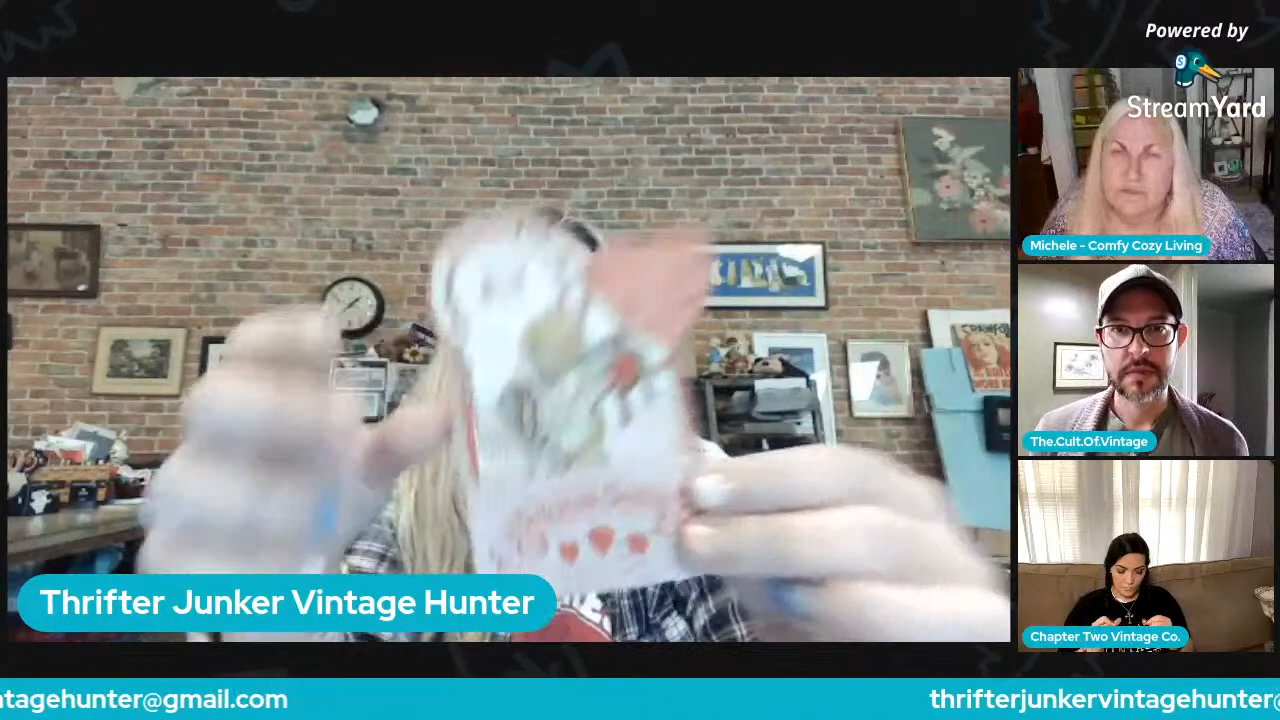 Powered by
StreamYard
Michele - Comfy Cozy Living
The.Cult.Of.Vintage
Thrifter Junker Vintage Hunter
Chapter Two Vintage Co.
ntagehunter@gmail.com
thrifterjunkervintagehunter@